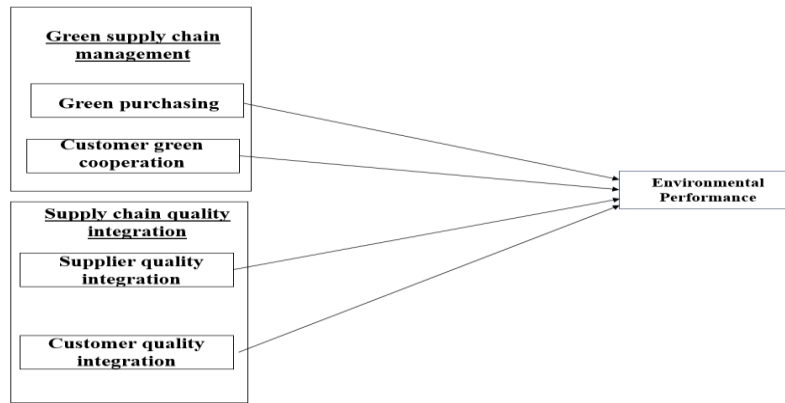 Green supply chain
management
Green purchasing
Customer green
cooperation
Supply chain quality
integration
Supplier quality
integration
Customer quality
integration
Environmental
Performance